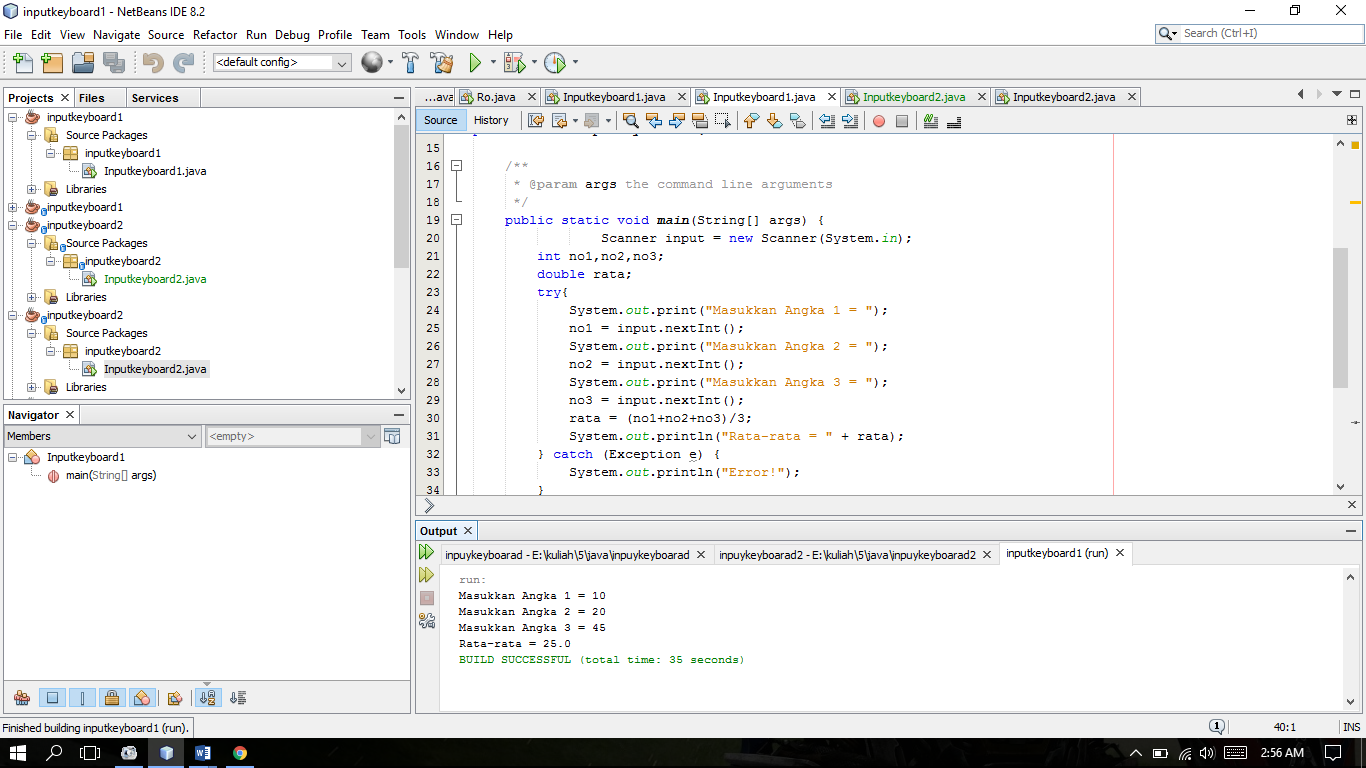 inputkeyboard1 - NetBeans IDE 8.2
File Edit View Navigate Source Refactor Run Debug Profile Team Tools Window Help
Search (Ctrl+I)
<default config>
Projects Files Services
inputkeyboard1
Source Packages
inputkeyboard1
Inputkeyboard1.java
Libraries
inputkeyboard1
inputkeyboard2
Source Packages
inputkeyboard2
Inputkeyboard2.java
Libraries
inputkeyboard2
Source Packages
inputkeyboard2
Inputkeyboard2.java
Libraries
Navigator
Members <empty>
Inputkeyboard1
main(String[] args)
...ava Ro.java Inputkeyboard1.java Inputkeyboard1.java Inputkeyboard2.java Inputkeyboard2.java
Source History
15
16 /**
17 * @param args the command line arguments
18 */
19 public static void main(String[] args) {
20 Scanner input = new Scanner(System.in);
21 int no1,no2,no3;
22 double rata;
23 try{
24 System.out.print("Masukkan Angka 1 = ");
25 no1 = input.nextInt();
26 System.out.print("Masukkan Angka 2 = ");
27 no2 = input.nextInt();
28 System.out.print("Masukkan Angka 3 = ");
29 no3 = input.nextInt();
30 rata = (no1+no2+no3)/3;
31 System.out.println("Rata-rata = " + rata);
32 } catch (Exception e) {
33 System.out.println("Error!");
34 }
Output
inpuykeyboarad - E:\kuliah\5\java\inpuykeyboarad inpuykeyboarad2 - E:\kuliah\5\java\inpuykeyboarad2 inputkeyboard1 (run)
run:
Masukkan Angka 1 = 10
Masukkan Angka 2 = 20
Masukkan Angka 3 = 45
Rata-rata = 25.0
BUILD SUCCESSFUL (total time: 35 seconds)
Finished building inputkeyboard1 (run).
1
40:1 INS
2:56 AM